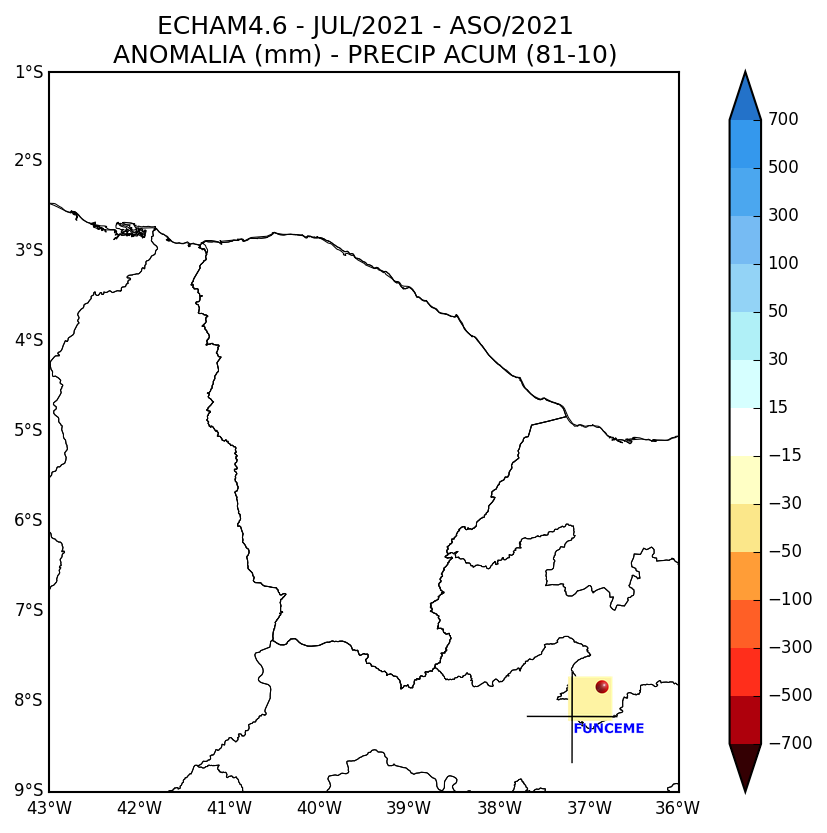 ECHAM4.6 - JUL/2021 - ASO/2021
ANOMALIA (mm) - PRECIP ACUM (81-10)
1°S
2°S
3°S
4°S
5°S
6°S
7°S
8°S
9°S
43°W 42°W 41°W 40°W 39°W 38°W 37°W 36°W
FUNCEME
700
500
300
100
50
30
15
−15
−30
−50
−100
−300
−500
−700